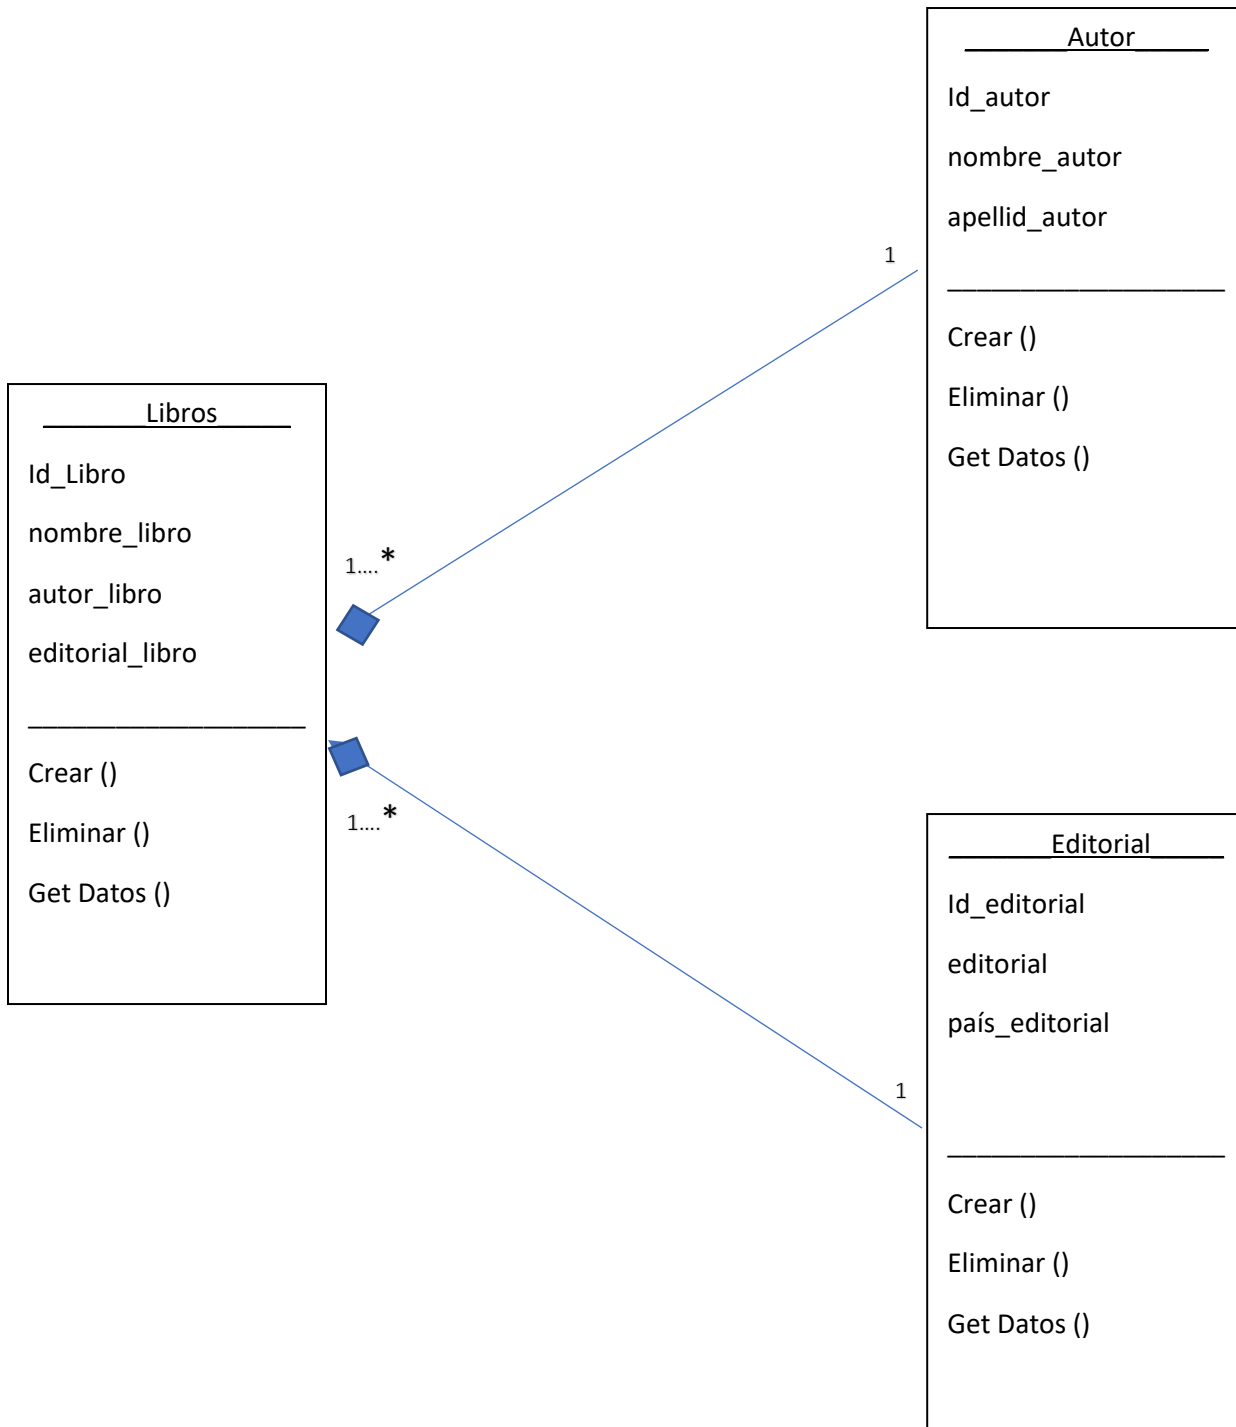 Autor
Id_autor
nombre_autor
apellid_autor
Crear ()
Eliminar ()
Get Datos ()
1
1....*
Libros
Id_Libro
nombre_libro
autor_libro
editorial_libro
Crear ()
Eliminar ()
Get Datos ()
1....*
1
Editorial
Id_editorial
editorial
país_editorial
Crear ()
Eliminar ()
Get Datos ()